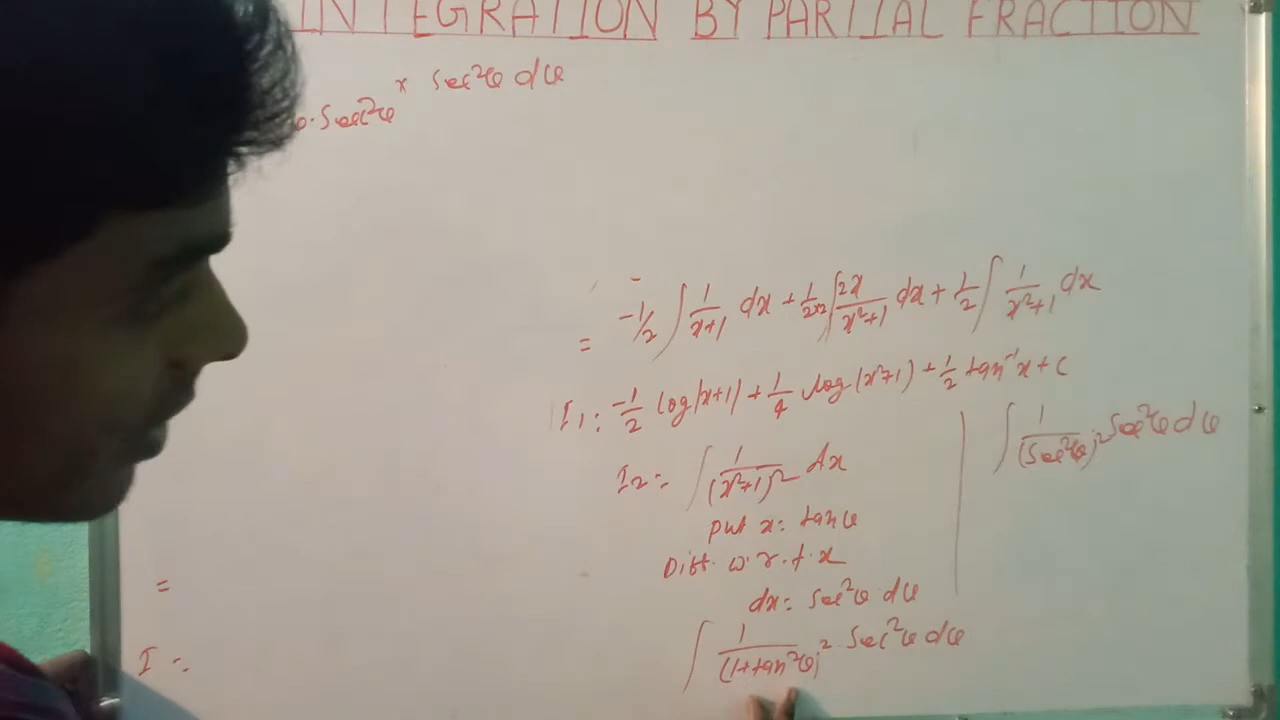 INTEGRATION BY PARTIAL FRACTION
x sec²θ dθ
θ·sec²θ
= -1/2 ∫ 1/(x+1) dx + 1/(2×2) ∫ 2x/(x²+1) dx + 1/2 ∫ 1/(x²+1) dx
I₁ : -1/2 log|x+1| + 1/4 log(x²+1) + 1/2 tan⁻¹x + C
I₂ = ∫ 1/(x²+1)² dx
put x = tanθ
Diff. w.r.t. x
dx = sec²θ dθ
∫ 1/(1+tan²θ)² · sec²θ dθ
∫ 1/(sec²θ)² sec²θ dθ
=
I =